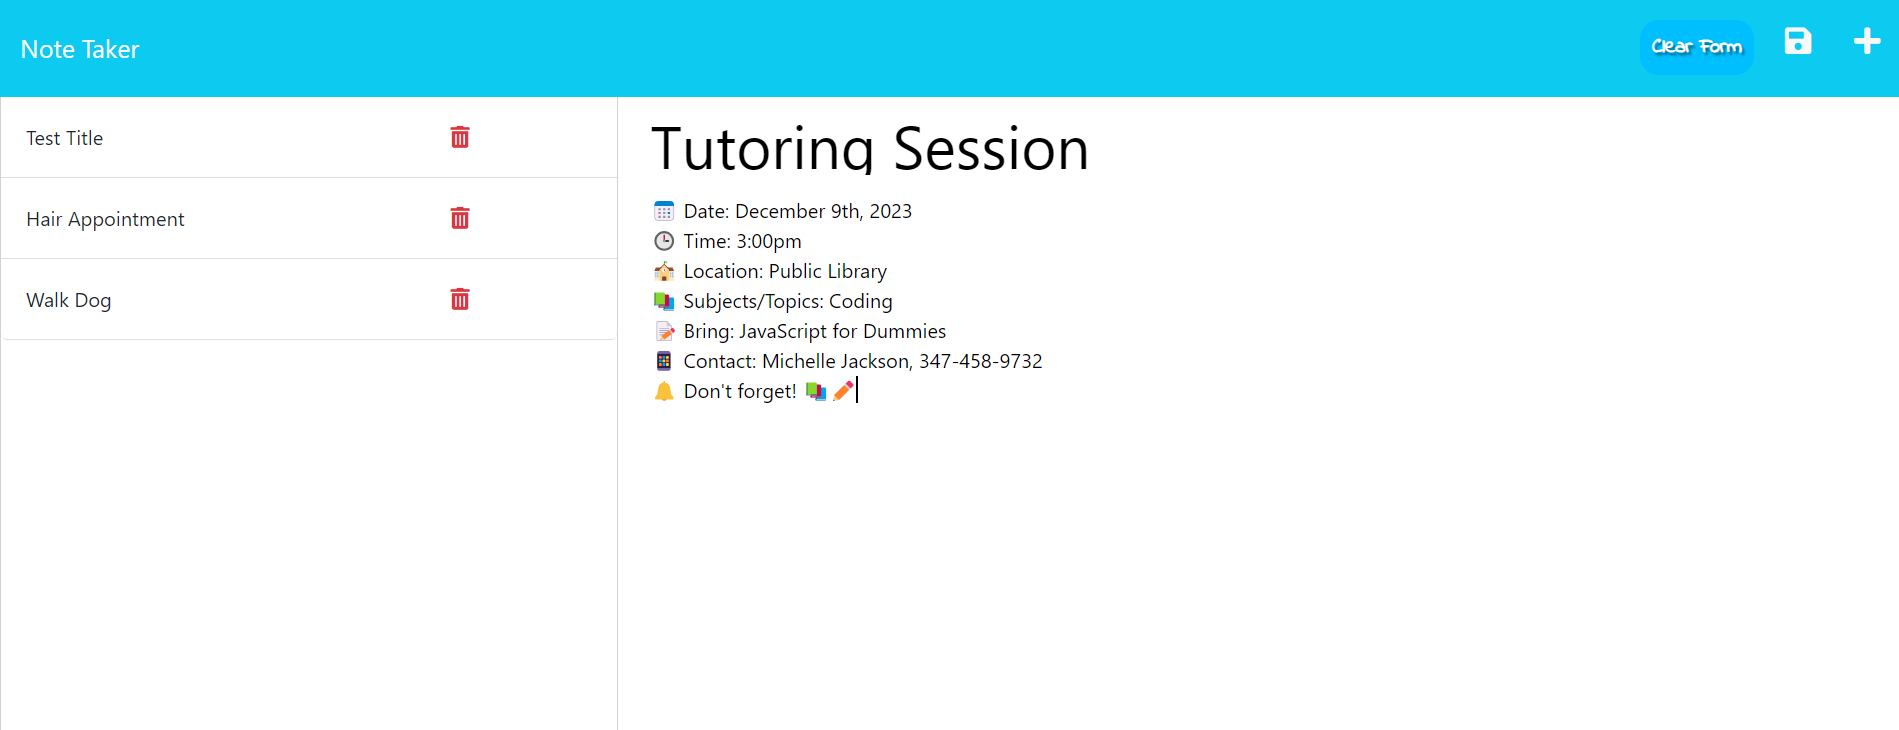 Note Taker
Clear Form
Test Title
Hair Appointment
Walk Dog
Tutoring Session
Date: December 9th, 2023
Time: 3:00pm
Location: Public Library
Subjects/Topics: Coding
Bring: JavaScript for Dummies
Contact: Michelle Jackson, 347-458-9732
Don't forget!